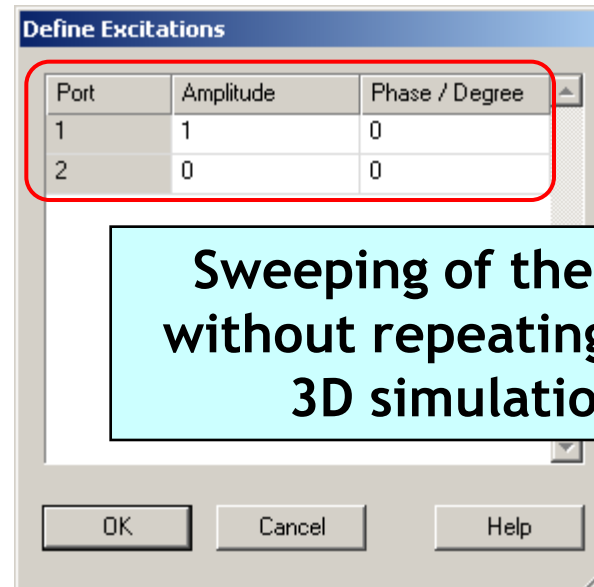 Define Excitations
Port Amplitude Phase / Degree
1 1 0
2 0 0
Sweeping of the
without repeating
3D simulatio
OK Cancel Help